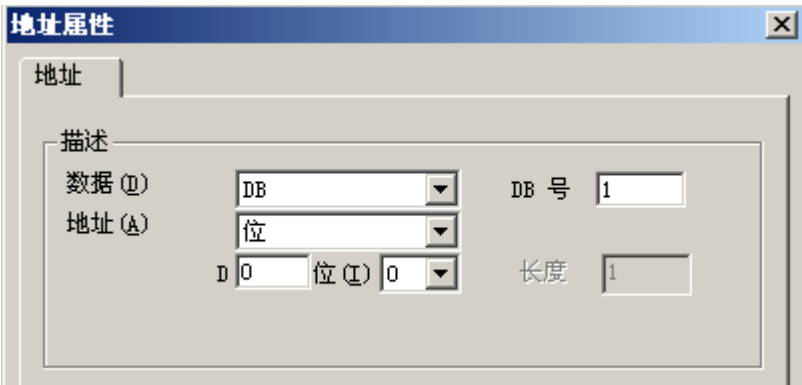 地址属性
地址
描述
数据(D) DB DB 号 1
地址(A) 位
D 0 位(I) 0 长度 1